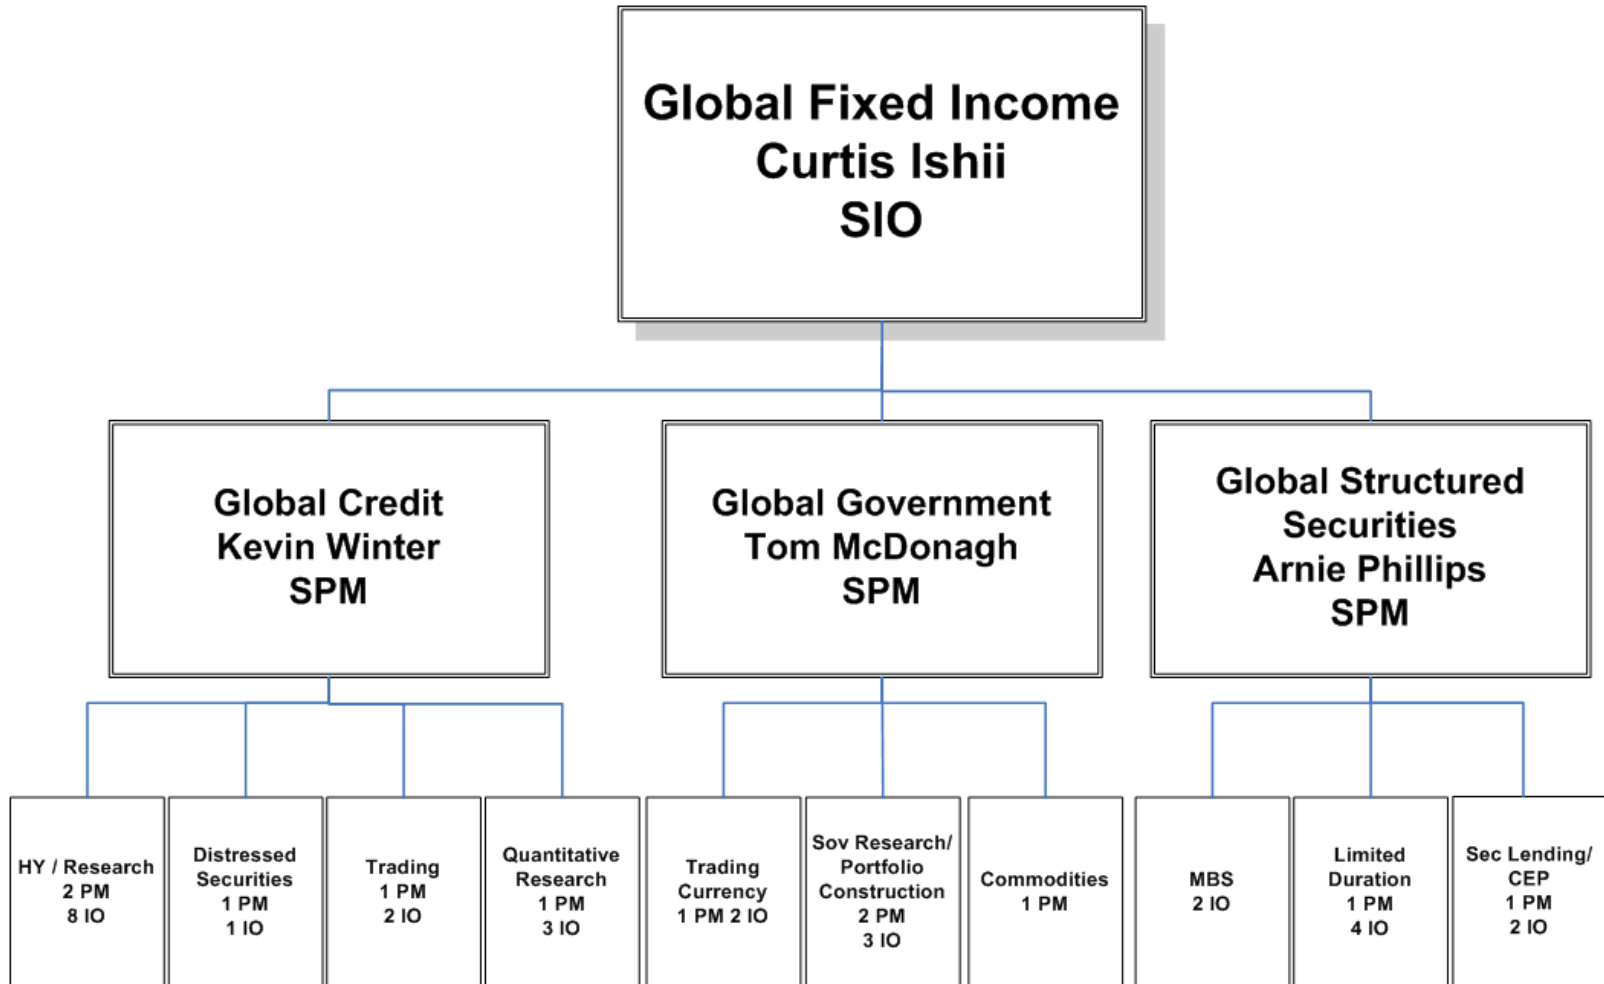 Global Fixed Income
Curtis Ishii
SIO
Global Credit
Kevin Winter
SPM
Global Government
Tom McDonagh
SPM
Global Structured
Securities
Arnie Phillips
SPM
HY / Research
2 PM
8 IO
Distressed
Securities
1 PM
1 IO
Trading
1 PM
2 IO
Quantitative
Research
1 PM
3 IO
Trading
Currency
1 PM 2 IO
Sov Research/
Portfolio
Construction
2 PM
3 IO
Commodities
1 PM
MBS
2 IO
Limited
Duration
1 PM
4 IO
Sec Lending/
CEP
1 PM
2 IO